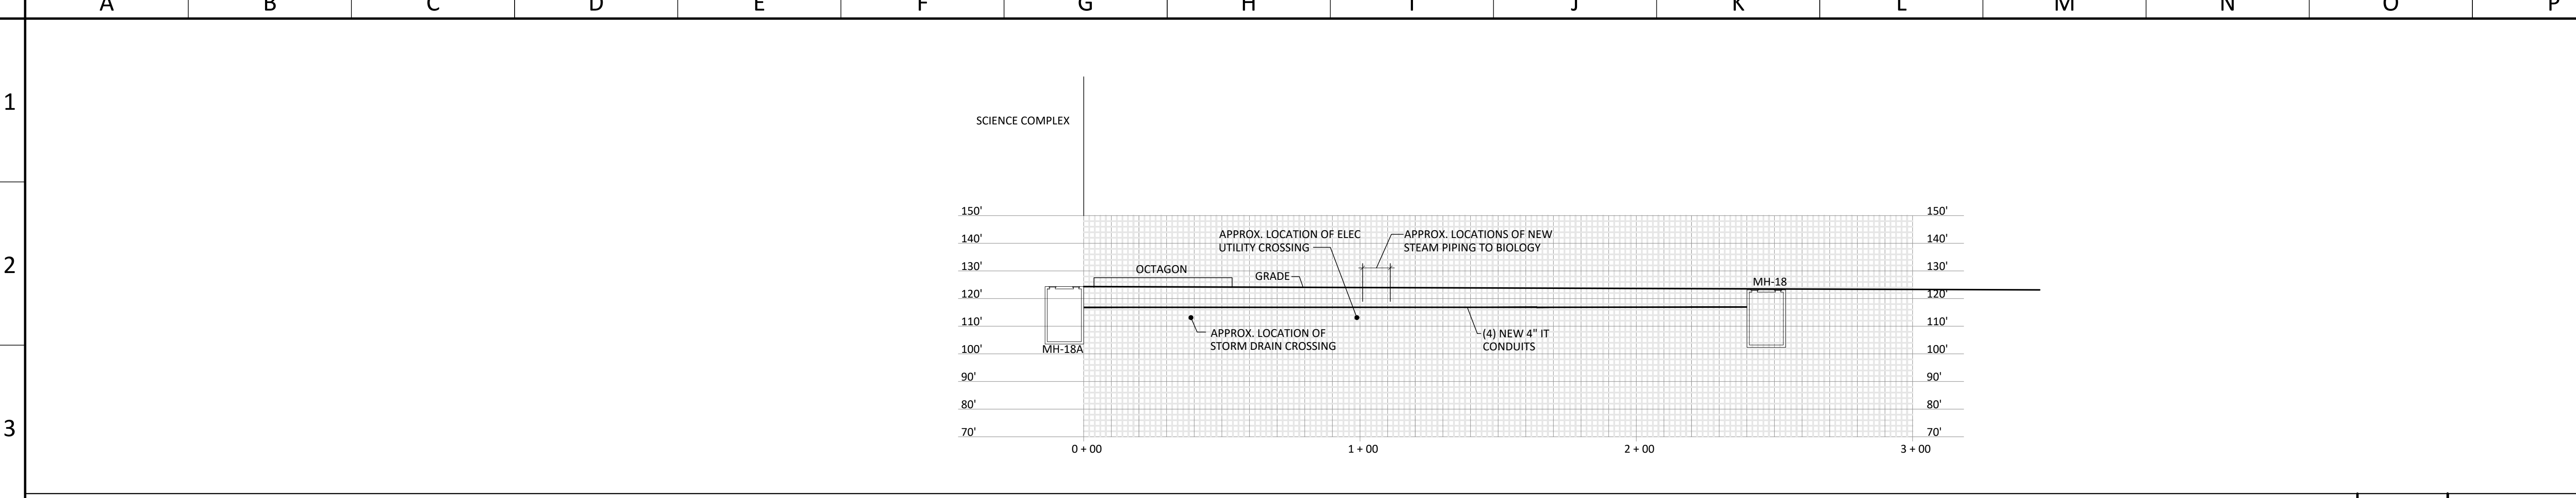 A B C D E F G H I J K L M N O P
1
SCIENCE COMPLEX
150' 150'
APPROX. LOCATION OF ELEC
UTILITY CROSSING
APPROX. LOCATIONS OF NEW
STEAM PIPING TO BIOLOGY
140' 140'
2
130' 130'
OCTAGON
GRADE
MH-18
120' 120'
110' 110'
APPROX. LOCATION OF
STORM DRAIN CROSSING
(4) NEW 4" IT
CONDUITS
MH-18A
100' 100'
90' 90'
80' 80'
3
70' 70'
0 + 00 1 + 00 2 + 00 3 + 00